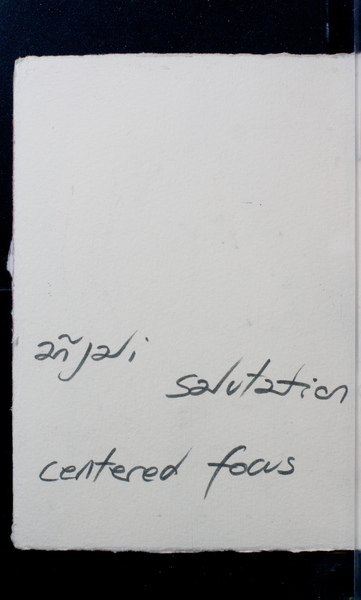 añjali
salutation
centered focus